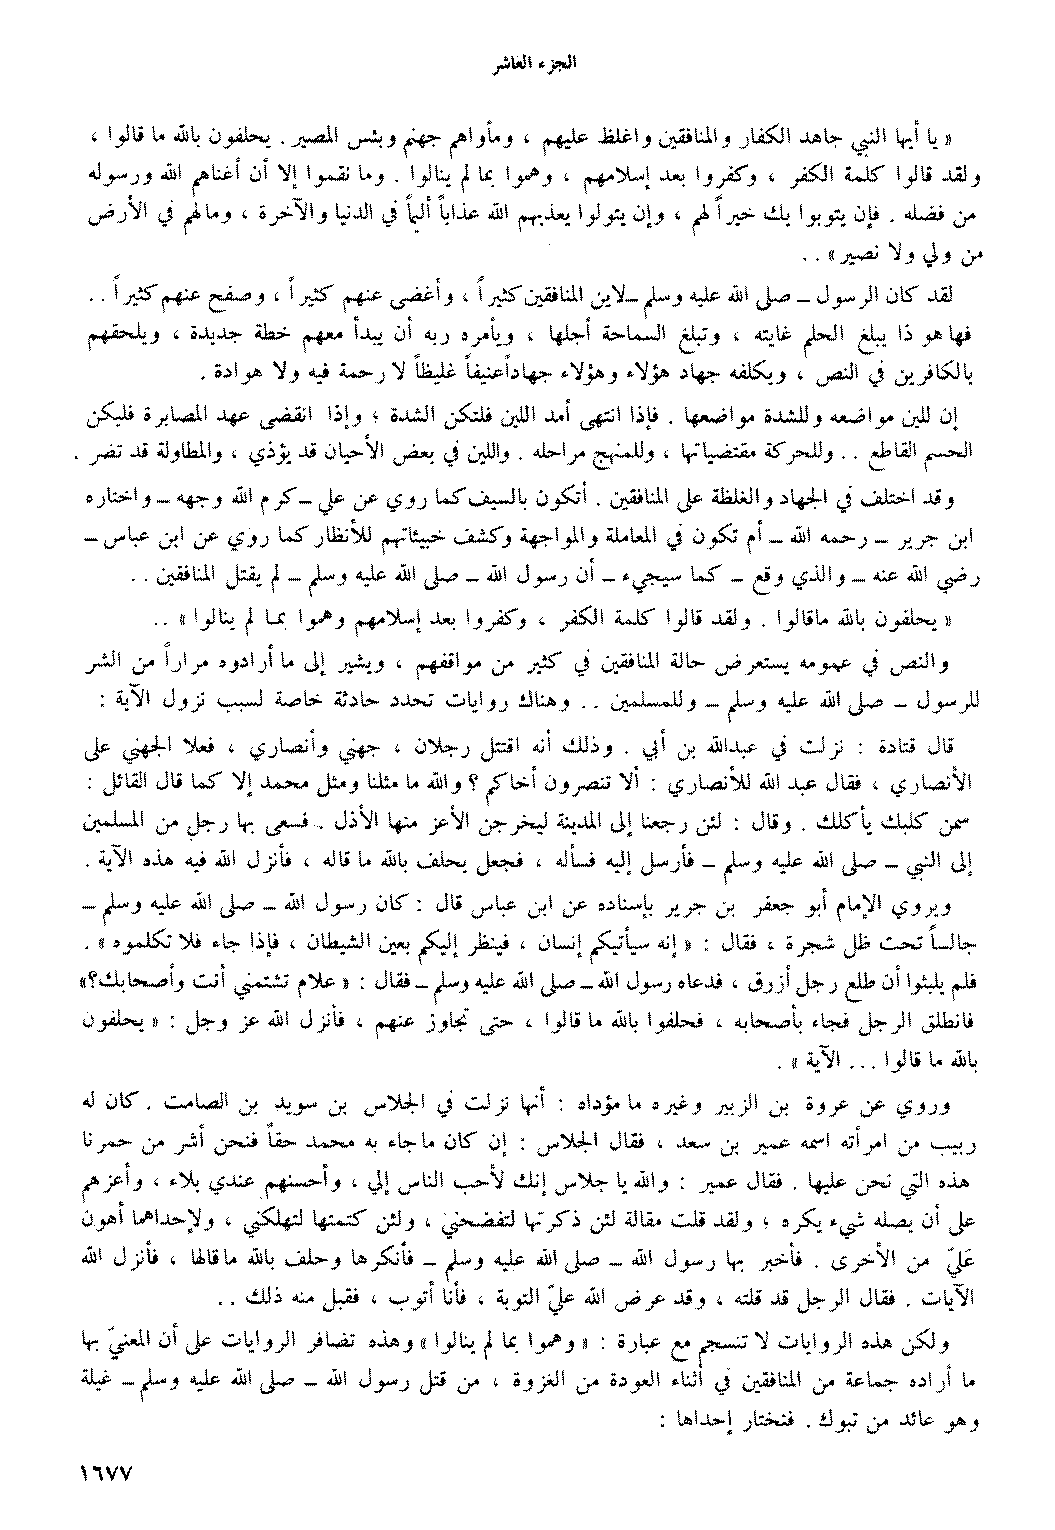 الجزء العاشر
« يا أيها النبي جاهد الكفار والمنافقين واغلظ عليهم ، ومأواهم جهنم وبئس المصير . يحلفون بالله ما قالوا ،
ولقد قالوا كلمة الكفر ، وكفروا بعد إسلامهم ، وهموا بما لم ينالوا . وما نقموا إلا أن أغناهم الله ورسوله
من فضله . فإن يتوبوا يك خيراً لهم ، وإن يتولوا يعذبهم الله عذاباً أليماً في الدنيا والآخرة ، ومالهم في الأرض
من ولي ولا نصير » . .
لقد كان الرسول – صلى الله عليه وسلم –لاين المنافقين كثيراً ، وأغضى عنهم كثيراً ، وصفح عنهم كثيراً . .
فها هو ذا يبلغ الحلم غايته ، وتبلغ السماحة أجلها ، ويأمره ربه أن يبدأ معهم خطة جديدة ، ويلحقهم
بالكافرين في النص ، ويكلفه جهاد هؤلاء وهؤلاء جهاداً عنيفاً غليظاً لا رحمة فيه ولا هوادة .
إن للين مواضعه وللشدة مواضعها . فإذا انتهى أمد اللين فلتكن الشدة ؛ وإذا انقضى عهد المصابرة فليكن
الحسم القاطع . . وللحركة مقتضياتها ، وللمنهج مراحله . واللين في بعض الأحيان قد يؤذي ، والمطاولة قد تضر .
وقد اختلف في الجهاد والغلظة على المنافقين . أتكون بالسيف كما روي عن علي –كرم الله وجهه – واختاره
ابن جرير – رحمه الله – أم تكون في المعاملة والمواجهة وكشف خبيئاتهم للأنظار كما روي عن ابن عباس –
رضي الله عنه – والذي وقع – كما سيجيء – أن رسول الله – صلى الله عليه وسلم – لم يقتل المنافقين . .
« يحلفون بالله ماقالوا . ولقد قالوا كلمة الكفر ، وكفروا بعد إسلامهم وهموا بما لم ينالوا » . .
والنص في عمومه يستعرض حالة المنافقين في كثير من مواقفهم ، ويشير إلى ما أرادوه مراراً من الشر
للرسول – صلى الله عليه وسلم – وللمسلمين . . وهناك روايات تحدد حادثة خاصة لسبب نزول الآية :
قال قتادة : نزلت في عبدالله بن أبي . وذلك أنه اقتتل رجلان ، جهني وأنصاري ، فعلا الجهني على
الأنصاري ، فقال عبد الله للأنصاري : ألا تنصرون أخاكم ؟ والله ما مثلنا ومثل محمد إلا كما قال القائل :
سمن كلبك يأكلك . وقال : لئن رجعنا إلى المدينة ليخرجن الأعز منها الأذل . فسعى بها رجل من المسلمين
إلى النبي – صلى الله عليه وسلم – فأرسل إليه فسأله ، فجعل يحلف بالله ما قاله ، فأنزل الله فيه هذه الآية .
ويروي الإمام أبو جعفر بن جرير بإسناده عن ابن عباس قال : كان رسول الله – صلى الله عليه وسلم –
جالساً تحت ظل شجرة ، فقال : « إنه سيأتيكم إنسان ، فينظر إليكم بعين الشيطان ، فإذا جاء فلا تكلموه » .
فلم يلبثوا أن طلع رجل أزرق ، فدعاه رسول الله – صلى الله عليه وسلم – فقال : « علام تشتمني أنت وأصحابك؟»
فانطلق الرجل فجاء بأصحابه ، فحلفوا بالله ما قالوا ، حتى تجاوز عنهم ، فأنزل الله عز وجل : « يحلفون
بالله ما قالوا ... الآية » .
وروي عن عروة بن الزبير وغيره ما مؤداه : أنها نزلت في الجلاس بن سويد بن الصامت . كان له
ربيب من امرأته اسمه عمير بن سعد ، فقال الجلاس : إن كان ما جاء به محمد حقاً فنحن أشر من حمرنا
هذه التي نحن عليها . فقال عمير : والله يا جلاس إنك لأحب الناس إلي ، وأحسنهم عندي بلاء ، وأعزهم
على أن يصله شيء يكره ؛ ولقد قلت مقالة لئن ذكرتها لتفضحني ، ولئن كتمتها لتهلكني ، ولإحداهما أهون
عَليّ من الأخرى . فأخبر بها رسول الله – صلى الله عليه وسلم – فأنكرها وحلف بالله ماقالها ، فأنزل الله
الآيات . فقال الرجل قد قلته ، وقد عرض الله عليّ التوبة ، فأنا أتوب ، فقبل منه ذلك . .
ولكن هذه الروايات لا تنسجم مع عبارة : « وهموا بما لم ينالوا » وهذه تضافر الروايات على أن المعنيّ بها
ما أراده جماعة من المنافقين في أثناء العودة من الغزوة ، من قتل رسول الله – صلى الله عليه وسلم – غيلة
وهو عائد من تبوك . فنختار إحداها :
١٦٧٧